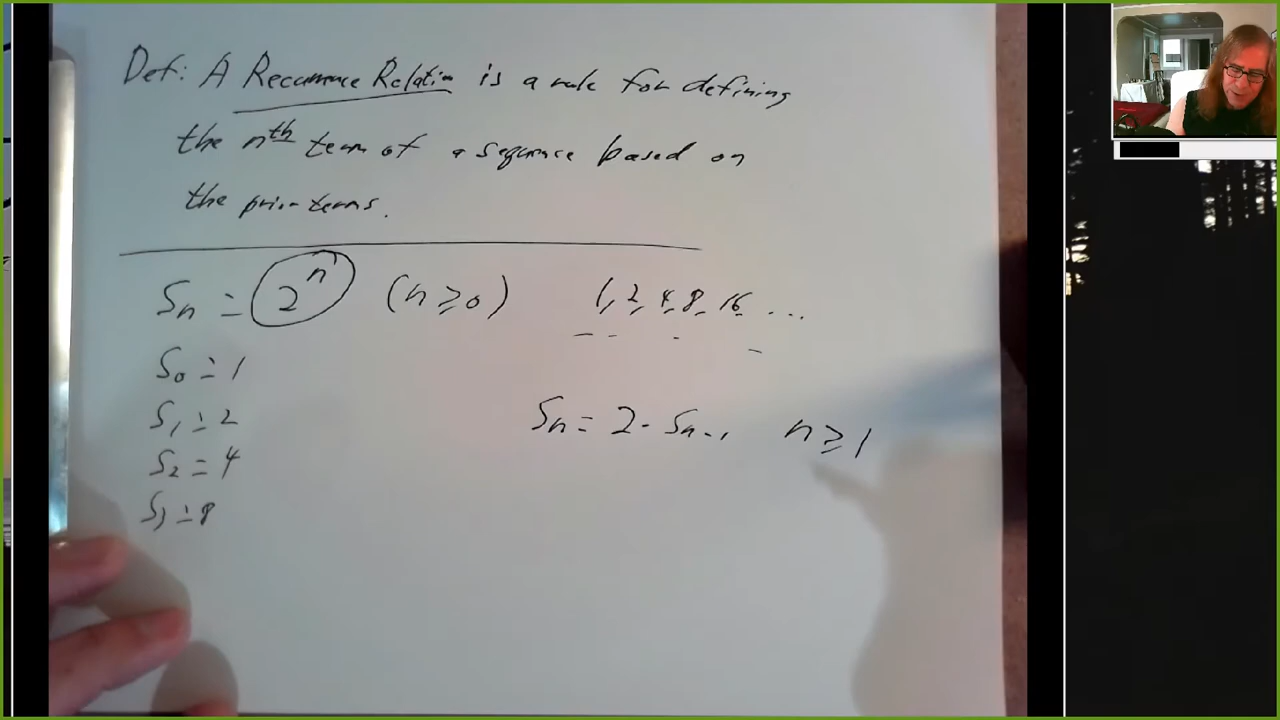 Def: A Recurrence Relation is a rule for defining
the nth term of a sequence based on
the prior terms.
Sn = 2^n (n ≥ 0) 1, 2, 4, 8, 16, ...
S0 = 1
S1 = 2
Sn = 2 · Sn-1 n ≥ 1
S2 = 4
S3 = 8